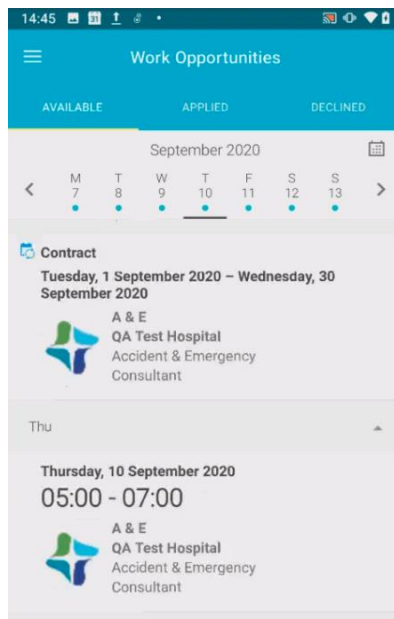 14:45 31
Work Opportunities
AVAILABLE APPLIED DECLINED
September 2020
M T W T F S S
7 8 9 10 11 12 13
Contract
Tuesday, 1 September 2020 – Wednesday, 30
September 2020
A & E
QA Test Hospital
Accident & Emergency
Consultant
Thu
Thursday, 10 September 2020
05:00 - 07:00
A & E
QA Test Hospital
Accident & Emergency
Consultant